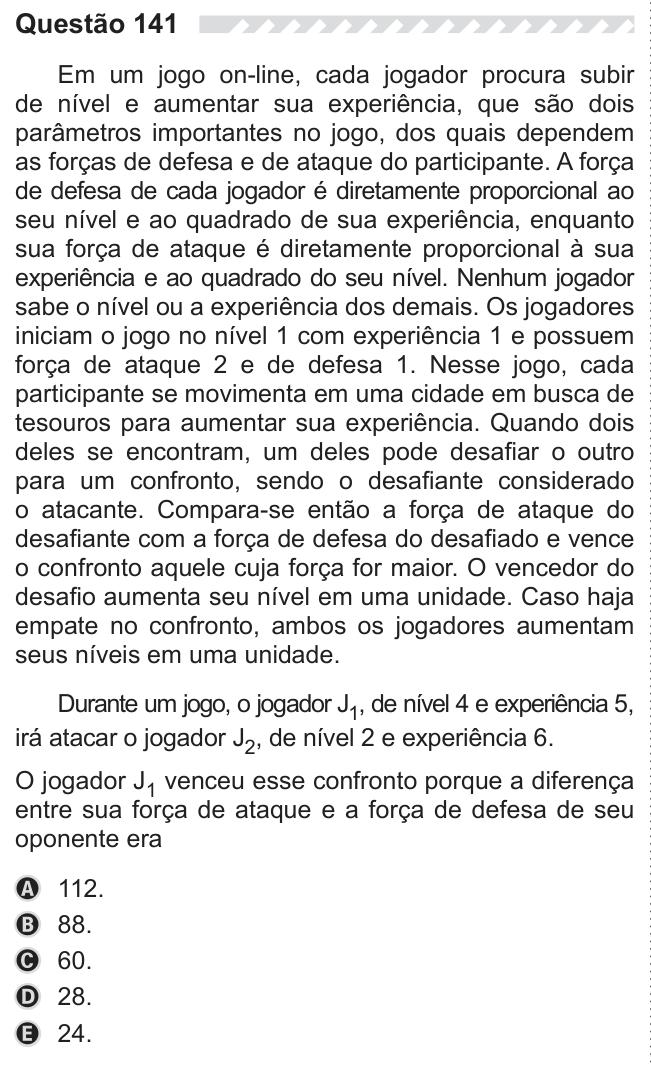 Questão 141
Em um jogo on-line, cada jogador procura subir
de nível e aumentar sua experiência, que são dois
parâmetros importantes no jogo, dos quais dependem
as forças de defesa e de ataque do participante. A força
de defesa de cada jogador é diretamente proporcional ao
seu nível e ao quadrado de sua experiência, enquanto
sua força de ataque é diretamente proporcional à sua
experiência e ao quadrado do seu nível. Nenhum jogador
sabe o nível ou a experiência dos demais. Os jogadores
iniciam o jogo no nível 1 com experiência 1 e possuem
força de ataque 2 e de defesa 1. Nesse jogo, cada
participante se movimenta em uma cidade em busca de
tesouros para aumentar sua experiência. Quando dois
deles se encontram, um deles pode desafiar o outro
para um confronto, sendo o desafiante considerado
o atacante. Compara-se então a força de ataque do
desafiante com a força de defesa do desafiado e vence
o confronto aquele cuja força for maior. O vencedor do
desafio aumenta seu nível em uma unidade. Caso haja
empate no confronto, ambos os jogadores aumentam
seus níveis em uma unidade.
Durante um jogo, o jogador J₁, de nível 4 e experiência 5,
irá atacar o jogador J₂, de nível 2 e experiência 6.
O jogador J₁ venceu esse confronto porque a diferença
entre sua força de ataque e a força de defesa de seu
oponente era
A 112.
B 88.
C 60.
D 28.
E 24.